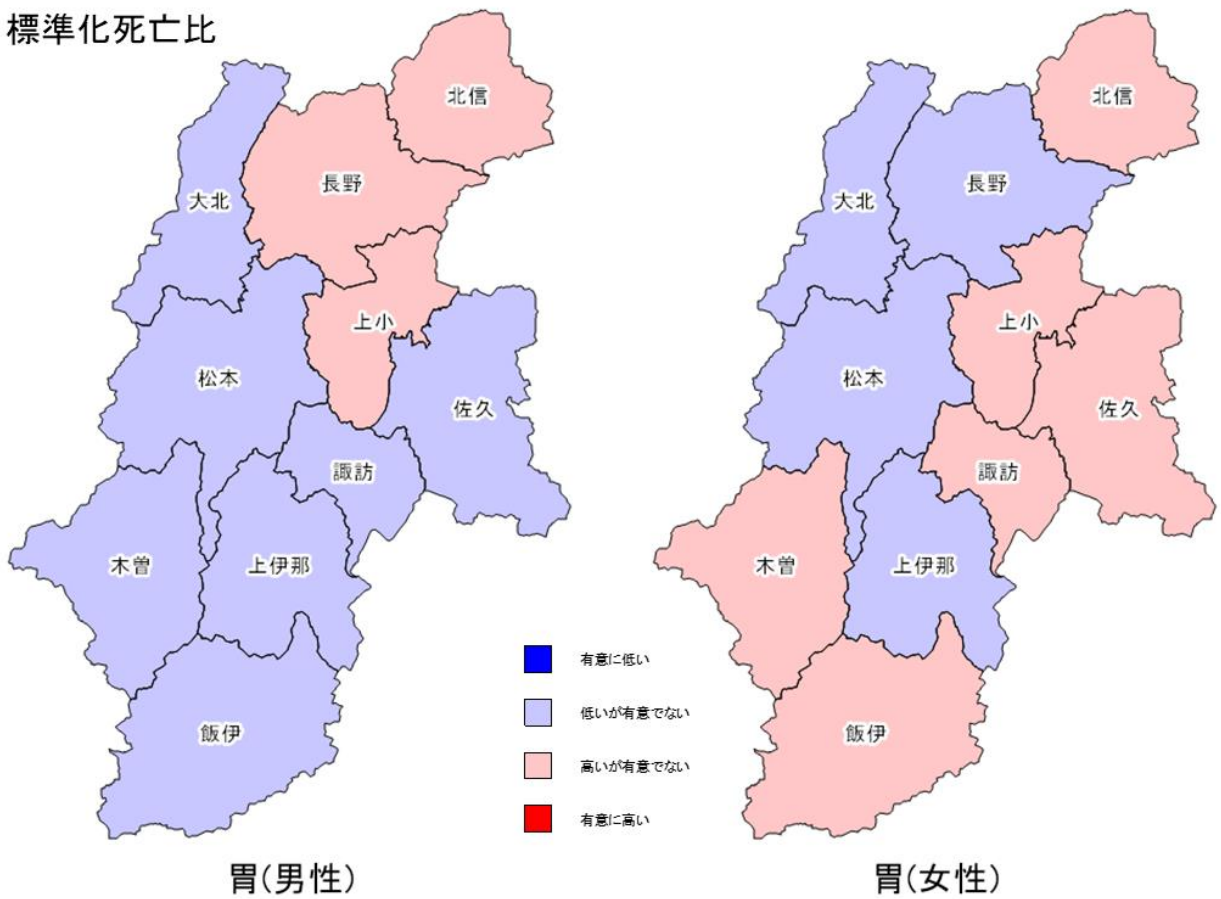 標準化死亡比
北信
長野
大北
上小
松本
佐久
諏訪
木曽
上伊那
飯伊
北信
長野
大北
上小
松本
佐久
諏訪
木曽
上伊那
飯伊
有意に低い
低いが有意でない
高いが有意でない
有意に高い
胃(男性)
胃(女性)